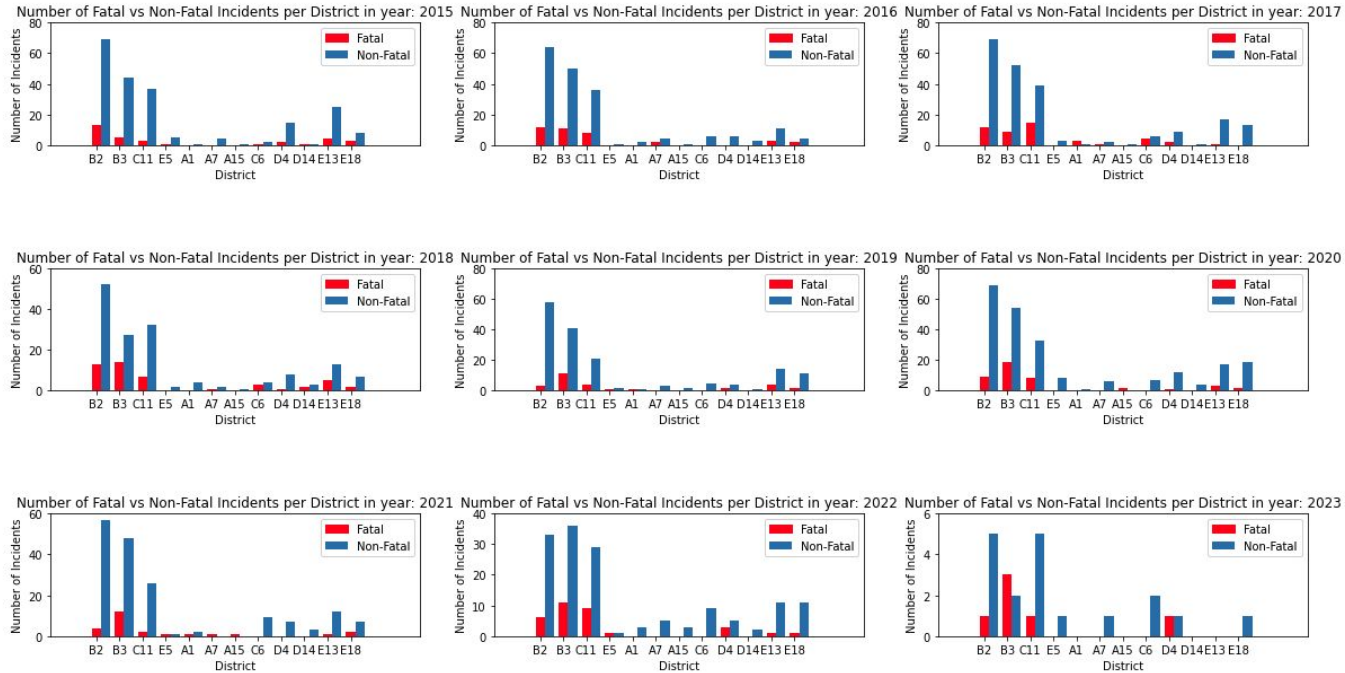 Number of Fatal vs Non-Fatal Incidents per District in year: 2015
80
60
40
20
0
Number of Incidents
Fatal
Non-Fatal
B2 B3 C11 E5 A1 A7 A15 C6 D4 D14 E13 E18
District
Number of Fatal vs Non-Fatal Incidents per District in year: 2016
80
60
40
20
0
Number of Incidents
Fatal
Non-Fatal
B2 B3 C11 E5 A1 A7 A15 C6 D4 D14 E13 E18
District
Number of Fatal vs Non-Fatal Incidents per District in year: 2017
80
60
40
20
0
Number of Incidents
Fatal
Non-Fatal
B2 B3 C11 E5 A1 A7 A15 C6 D4 D14 E13 E18
District
Number of Fatal vs Non-Fatal Incidents per District in year: 2018
60
40
20
0
Number of Incidents
Fatal
Non-Fatal
B2 B3 C11 E5 A1 A7 A15 C6 D4 D14 E13 E18
District
Number of Fatal vs Non-Fatal Incidents per District in year: 2019
80
60
40
20
0
Number of Incidents
Fatal
Non-Fatal
B2 B3 C11 E5 A1 A7 A15 C6 D4 D14 E13 E18
District
Number of Fatal vs Non-Fatal Incidents per District in year: 2020
80
60
40
20
0
Number of Incidents
Fatal
Non-Fatal
B2 B3 C11 E5 A1 A7 A15 C6 D4 D14 E13 E18
District
Number of Fatal vs Non-Fatal Incidents per District in year: 2021
60
40
20
0
Number of Incidents
Fatal
Non-Fatal
B2 B3 C11 E5 A1 A7 A15 C6 D4 D14 E13 E18
District
Number of Fatal vs Non-Fatal Incidents per District in year: 2022
40
30
20
10
0
Number of Incidents
Fatal
Non-Fatal
B2 B3 C11 E5 A1 A7 A15 C6 D4 D14 E13 E18
District
Number of Fatal vs Non-Fatal Incidents per District in year: 2023
6
4
2
0
Number of Incidents
Fatal
Non-Fatal
B2 B3 C11 E5 A1 A7 A15 C6 D4 D14 E13 E18
District